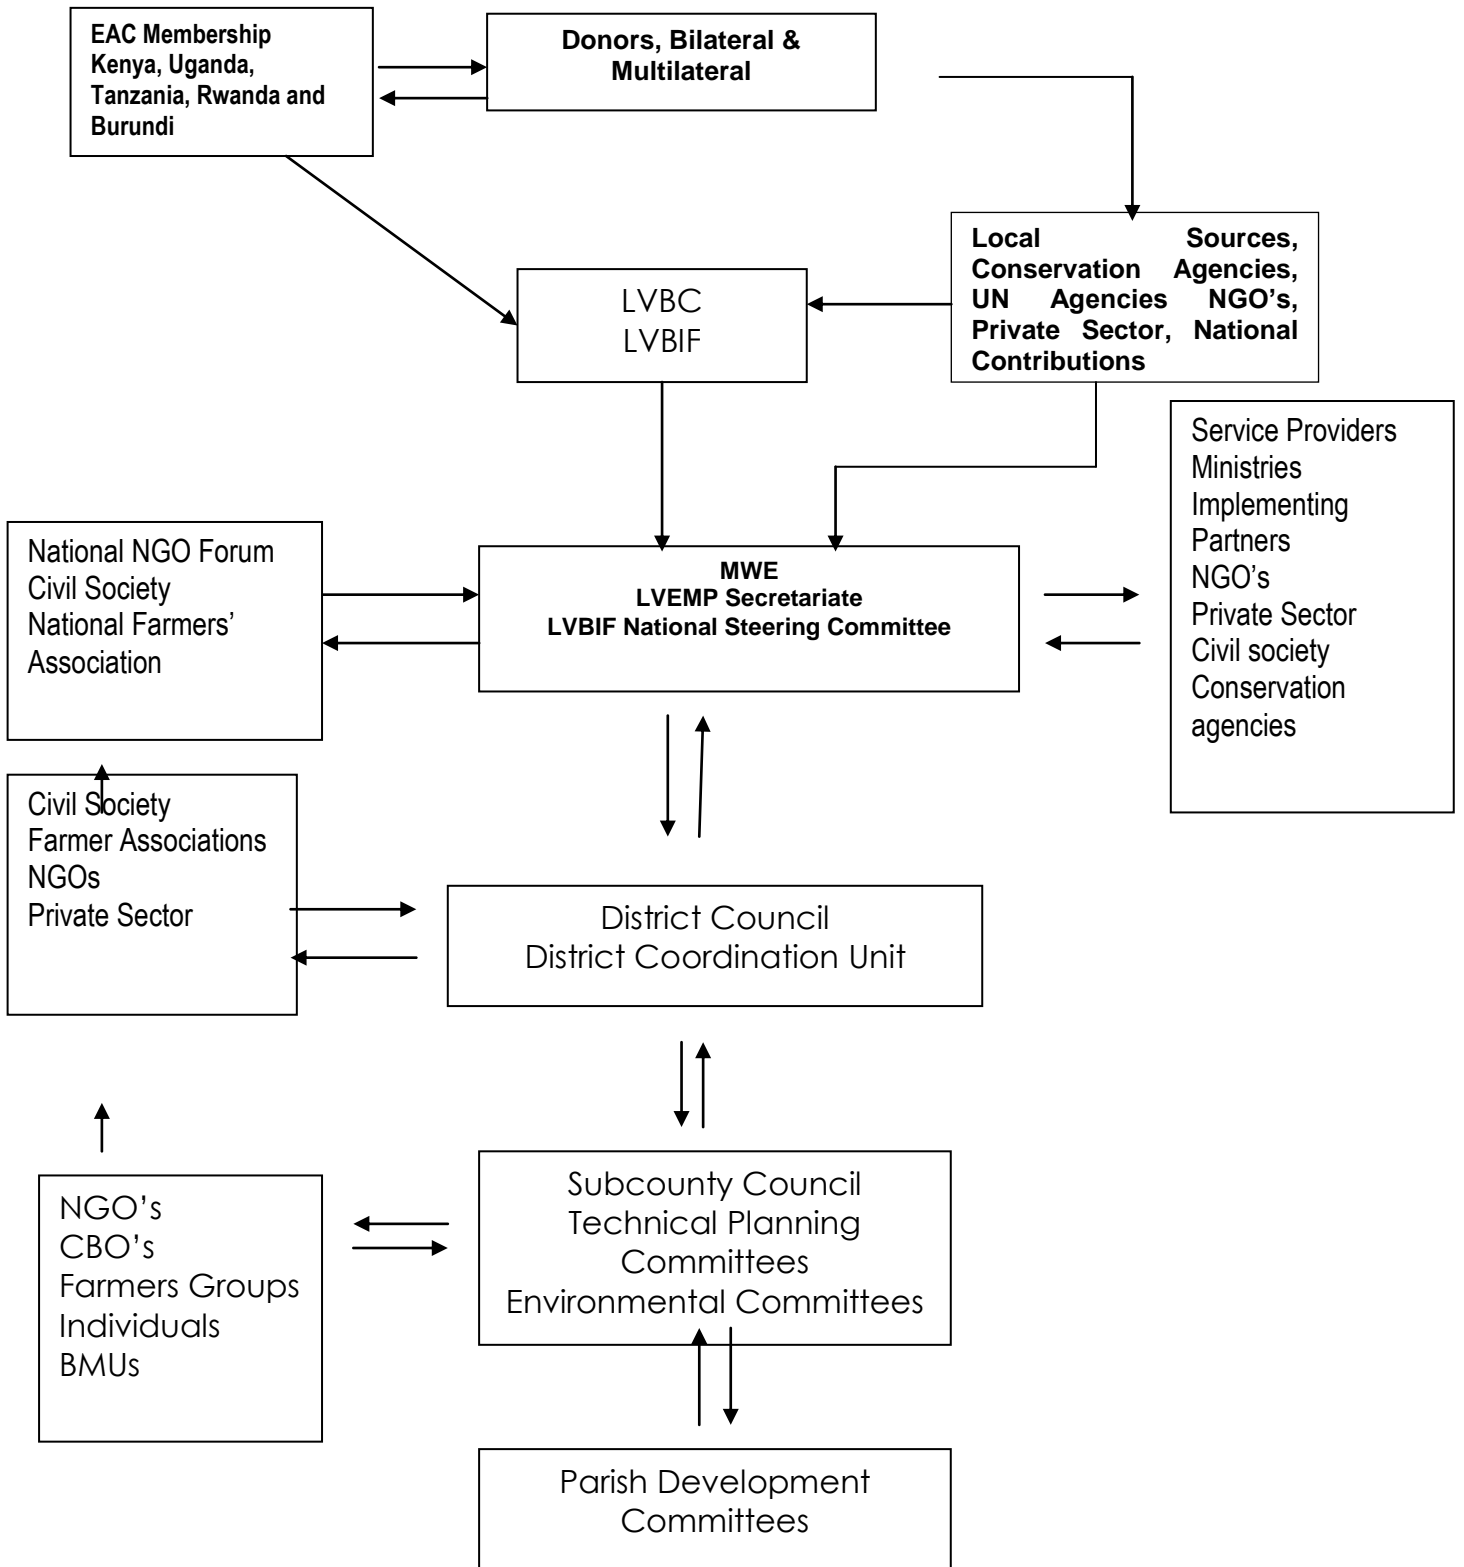 EAC Membership
Kenya, Uganda,
Tanzania, Rwanda and
Burundi
Donors, Bilateral &
Multilateral
Local Sources,
Conservation Agencies,
UN Agencies NGO's,
Private Sector, National
Contributions
LVBC
LVBIF
Service Providers
Ministries
Implementing
Partners
NGO's
Private Sector
Civil society
Conservation
agencies
National NGO Forum
Civil Society
National Farmers'
Association
MWE
LVEMP Secretariate
LVBIF National Steering Committee
Civil Society
Farmer Associations
NGOs
Private Sector
District Council
District Coordination Unit
NGO's
CBO's
Farmers Groups
Individuals
BMUs
Subcounty Council
Technical Planning
Committees
Environmental Committees
Parish Development
Committees